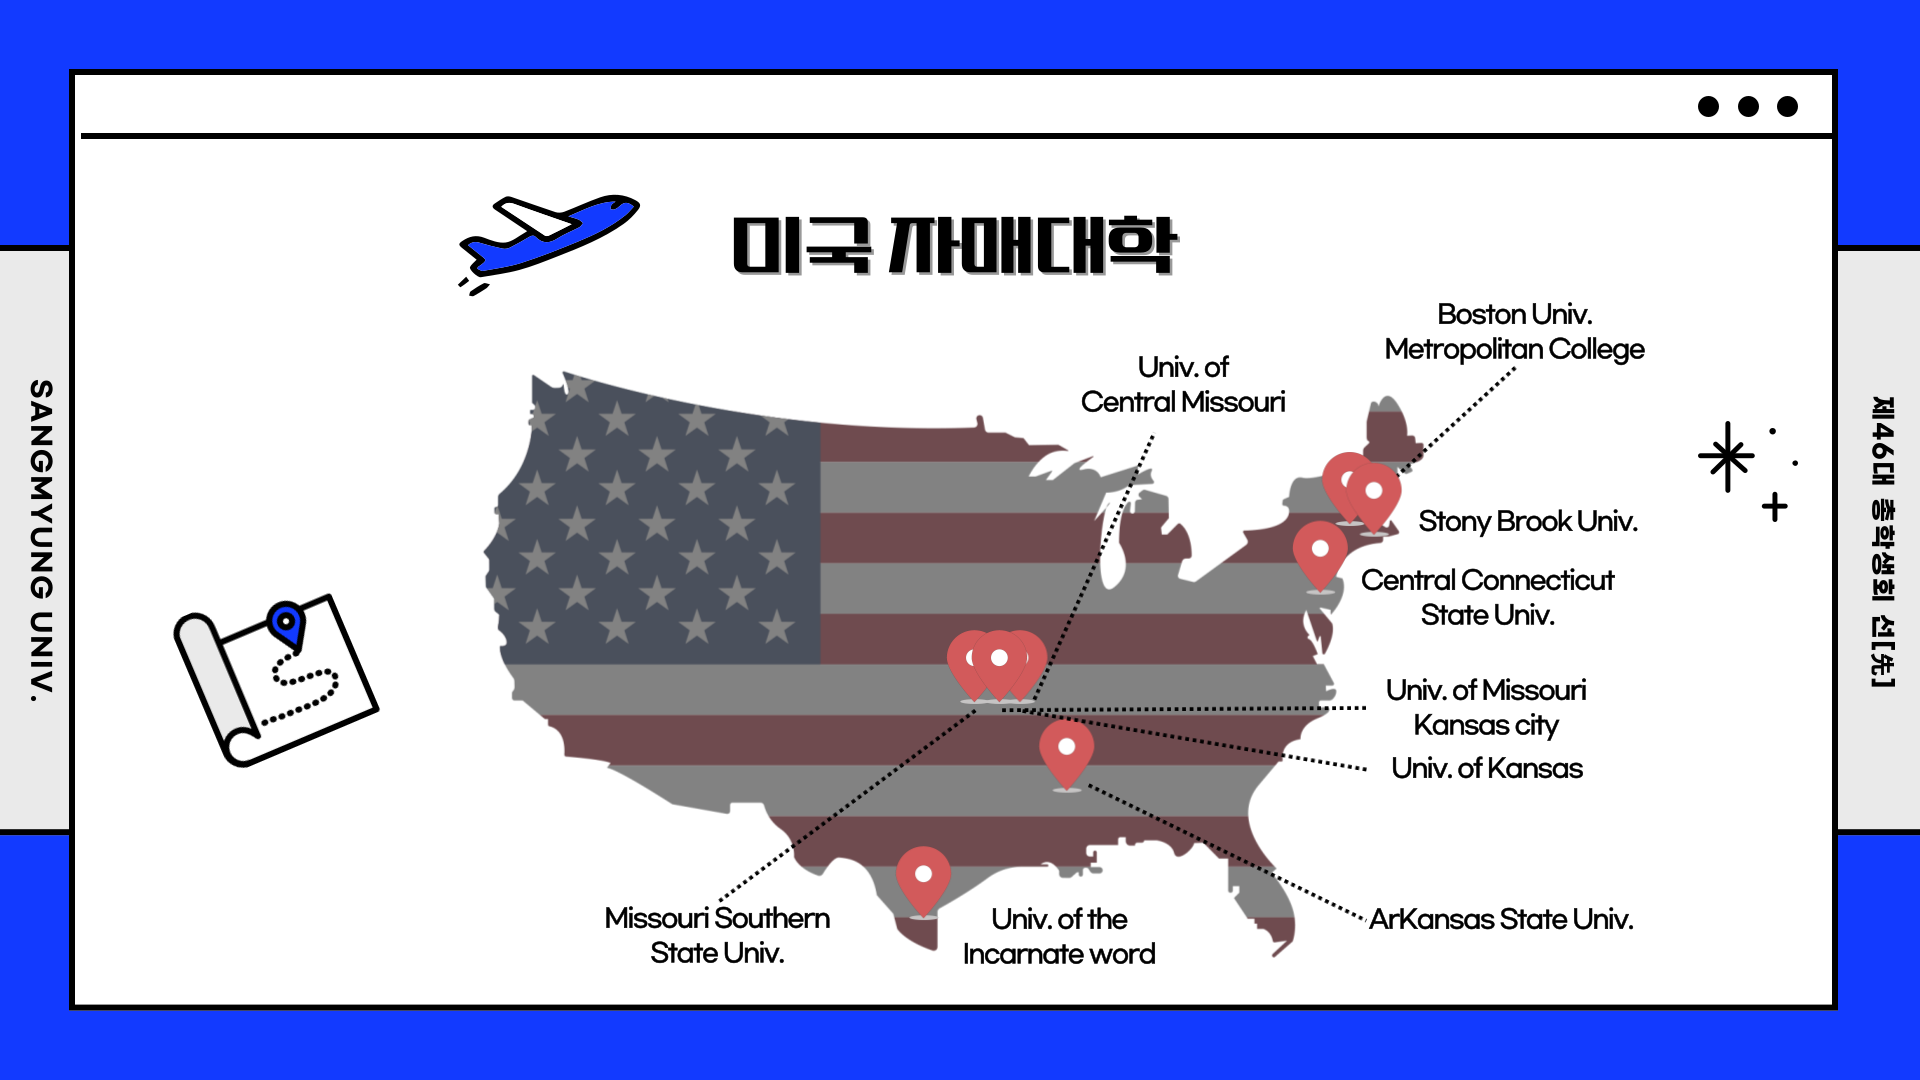 미국 자매대학
Boston Univ.
Metropolitan College
Univ. of
Central Missouri
Stony Brook Univ.
Central Connecticut
State Univ.
Univ. of Missouri
Kansas city
Univ. of Kansas
ArKansas State Univ.
Missouri Southern
State Univ.
Univ. of the
Incarnate word
SANGMYUNG UNIV.
제46대 총학생회 선[先]